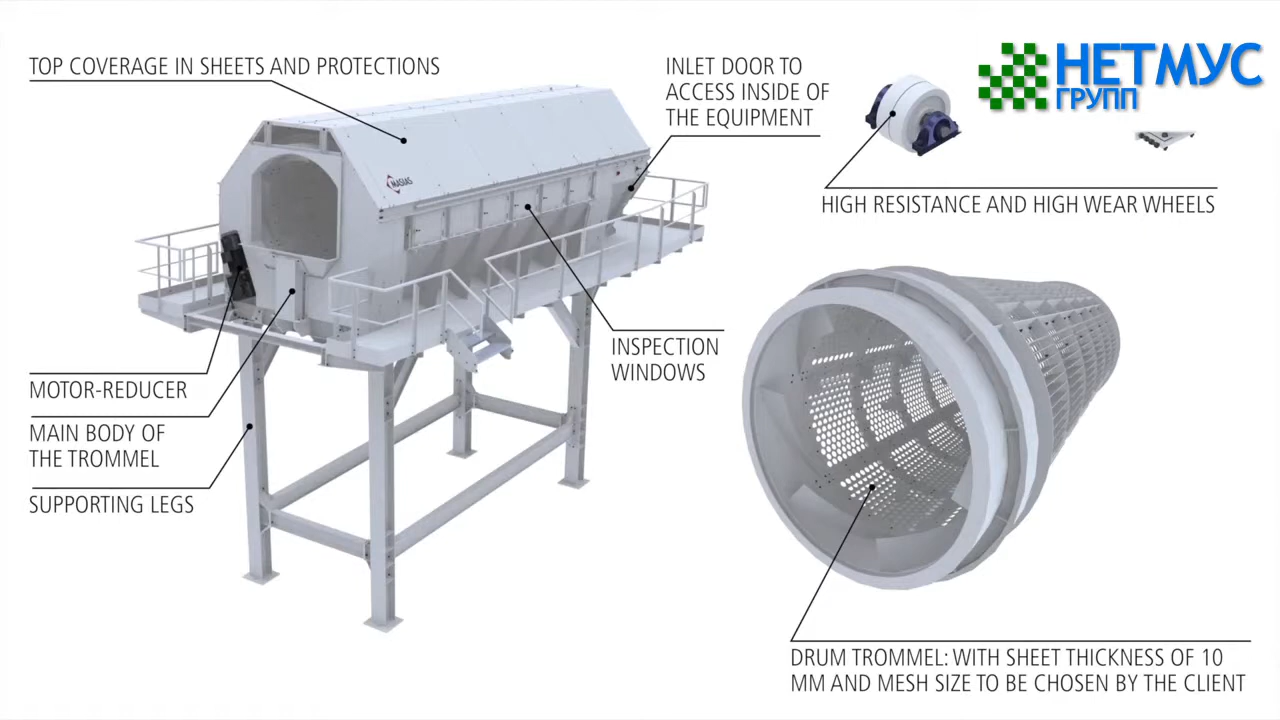 TOP COVERAGE IN SHEETS AND PROTECTIONS
INLET DOOR TO
ACCESS INSIDE OF
THE EQUIPMENT
НЕТМУС
ГРУПП
HIGH RESISTANCE AND HIGH WEAR WHEELS
MASIAS
INSPECTION
WINDOWS
MOTOR-REDUCER
MAIN BODY OF
THE TROMMEL
SUPPORTING LEGS
DRUM TROMMEL: WITH SHEET THICKNESS OF 10
MM AND MESH SIZE TO BE CHOSEN BY THE CLIENT